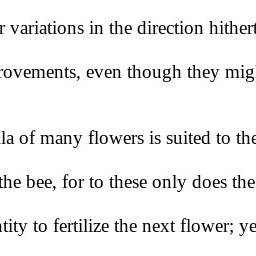 r variations in the direction hithert
rovements, even though they mig
la of many flowers is suited to the
the bee, for to these only does the
tity to fertilize the next flower; ye